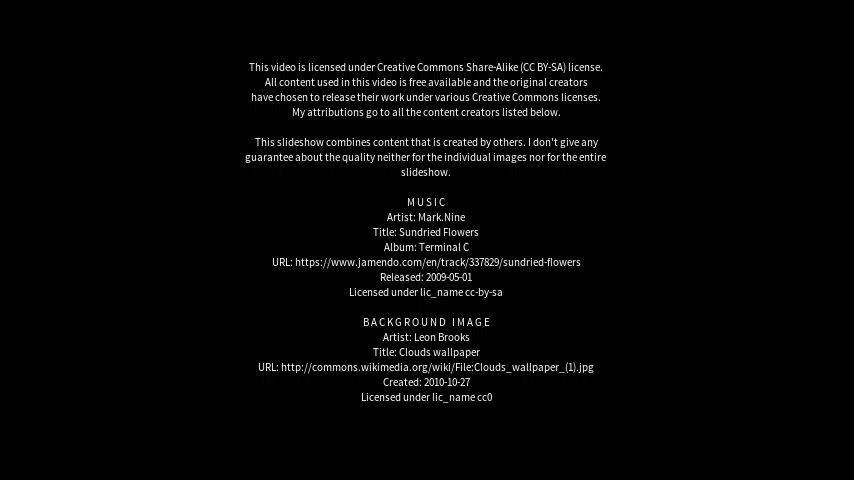 This video is licensed under Creative Commons Share-Alike (CC BY-SA) license.
All content used in this video is free available and the original creators
have chosen to release their work under various Creative Commons licenses.
My attributions go to all the content creators listed below.
This slideshow combines content that is created by others. I don't give any
guarantee about the quality neither for the individual images nor for the entire
slideshow.
MUSIC
Artist: Mark.Nine
Title: Sundried Flowers
Album: Terminal C
URL: https://www.jamendo.com/en/track/337829/sundried-flowers
Released: 2009-05-01
Licensed under lic_name cc-by-sa
BACKGROUND IMAGE
Artist: Leon Brooks
Title: Clouds wallpaper
URL: http://commons.wikimedia.org/wiki/File:Clouds_wallpaper_(1).jpg
Created: 2010-10-27
Licensed under lic_name cc0